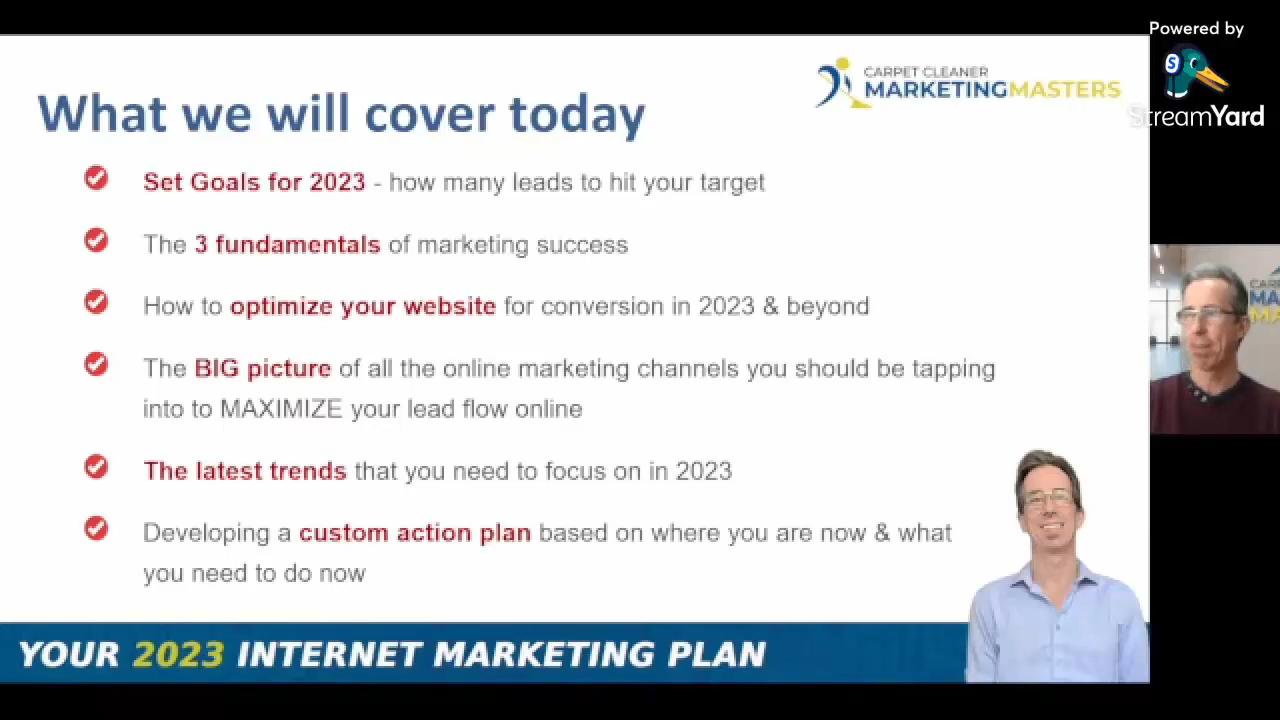 Powered by
S
StreamYard
CARPET CLEANER
MARKETINGMASTERS
What we will cover today
Set Goals for 2023 - how many leads to hit your target
The 3 fundamentals of marketing success
How to optimize your website for conversion in 2023 & beyond
The BIG picture of all the online marketing channels you should be tapping
into to MAXIMIZE your lead flow online
The latest trends that you need to focus on in 2023
Developing a custom action plan based on where you are now & what
you need to do now
YOUR 2023 INTERNET MARKETING PLAN